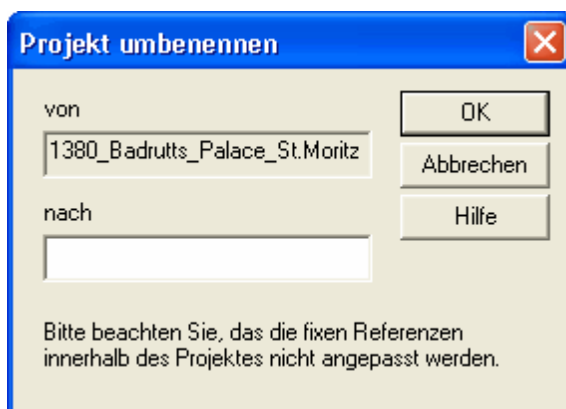 Projekt umbenennen
von
1380_Badrutts_Palace_St.Moritz
nach
OK
Abbrechen
Hilfe
Bitte beachten Sie, das die fixen Referenzen
innerhalb des Projektes nicht angepasst werden.